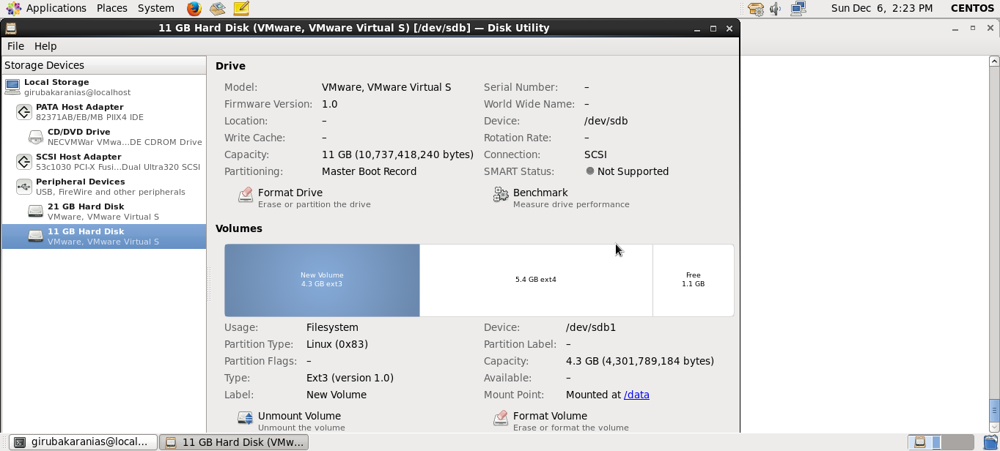 Applications Places System
Sun Dec 6, 2:23 PM CENTOS
11 GB Hard Disk (VMware, VMware Virtual S) [/dev/sdb] — Disk Utility
File Help
Storage Devices
Local Storage
girubakaranias@localhost
PATA Host Adapter
82371AB/EB/MB PIIX4 IDE
CD/DVD Drive
NECVMWar VMwa...DE CDROM Drive
SCSI Host Adapter
53c1030 PCI-X Fusi...Dual Ultra320 SCSI
Peripheral Devices
USB, FireWire and other peripherals
21 GB Hard Disk
VMware, VMware Virtual S
11 GB Hard Disk
VMware, VMware Virtual S
Drive
Model: VMware, VMware Virtual S Serial Number: –
Firmware Version: 1.0 World Wide Name: –
Location: – Device: /dev/sdb
Write Cache: – Rotation Rate: –
Capacity: 11 GB (10,737,418,240 bytes) Connection: SCSI
Partitioning: Master Boot Record SMART Status: Not Supported
Format Drive Benchmark
Erase or partition the drive Measure drive performance
Volumes
New Volume
4.3 GB ext3
5.4 GB ext4
Free
1.1 GB
Usage: Filesystem Device: /dev/sdb1
Partition Type: Linux (0x83) Partition Label: –
Partition Flags: – Capacity: 4.3 GB (4,301,789,184 bytes)
Type: Ext3 (version 1.0) Available: –
Label: New Volume Mount Point: Mounted at /data
Unmount Volume Format Volume
Unmount the volume Erase or format the volume
girubakaranias@local... 11 GB Hard Disk (VMw...